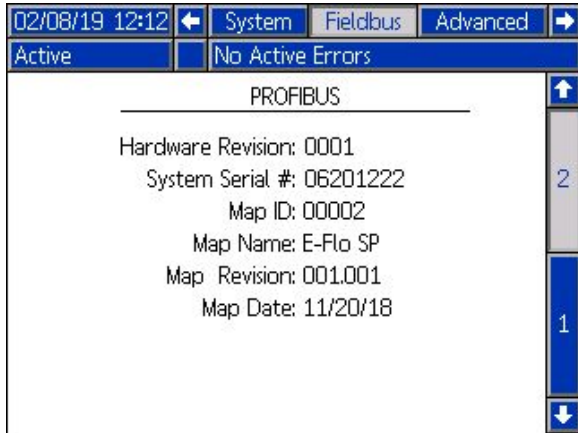 02/08/19 12:12 System Fieldbus Advanced
Active No Active Errors
PROFIBUS
Hardware Revision: 0001
System Serial #: 06201222
Map ID: 00002
Map Name: E-Flo SP
Map Revision: 001.001
Map Date: 11/20/18
2
1